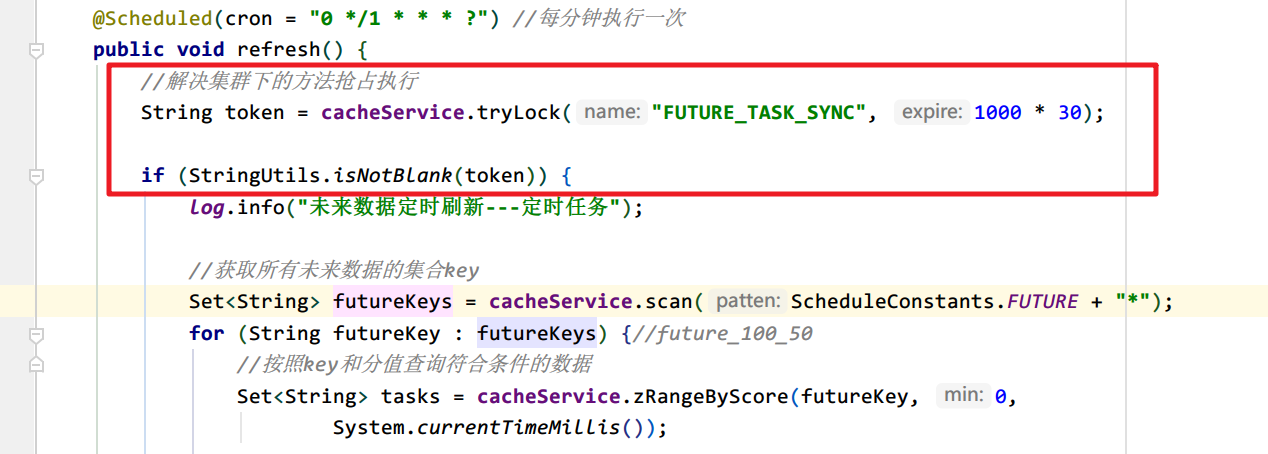 @Scheduled(cron = "0 */1 * * * ?") //每分钟执行一次
public void refresh() {
//解决集群下的方法抢占执行
String token = cacheService.tryLock( name: "FUTURE_TASK_SYNC", expire: 1000 * 30);
if (StringUtils.isNotBlank(token)) {
log.info("未来数据定时刷新---定时任务");
//获取所有未来数据的集合key
Set<String> futureKeys = cacheService.scan( patten: ScheduleConstants.FUTURE + "*");
for (String futureKey : futureKeys) {//future_100_50
//按照key和分值查询符合条件的数据
Set<String> tasks = cacheService.zRangeByScore(futureKey, min: 0,
System.currentTimeMillis());